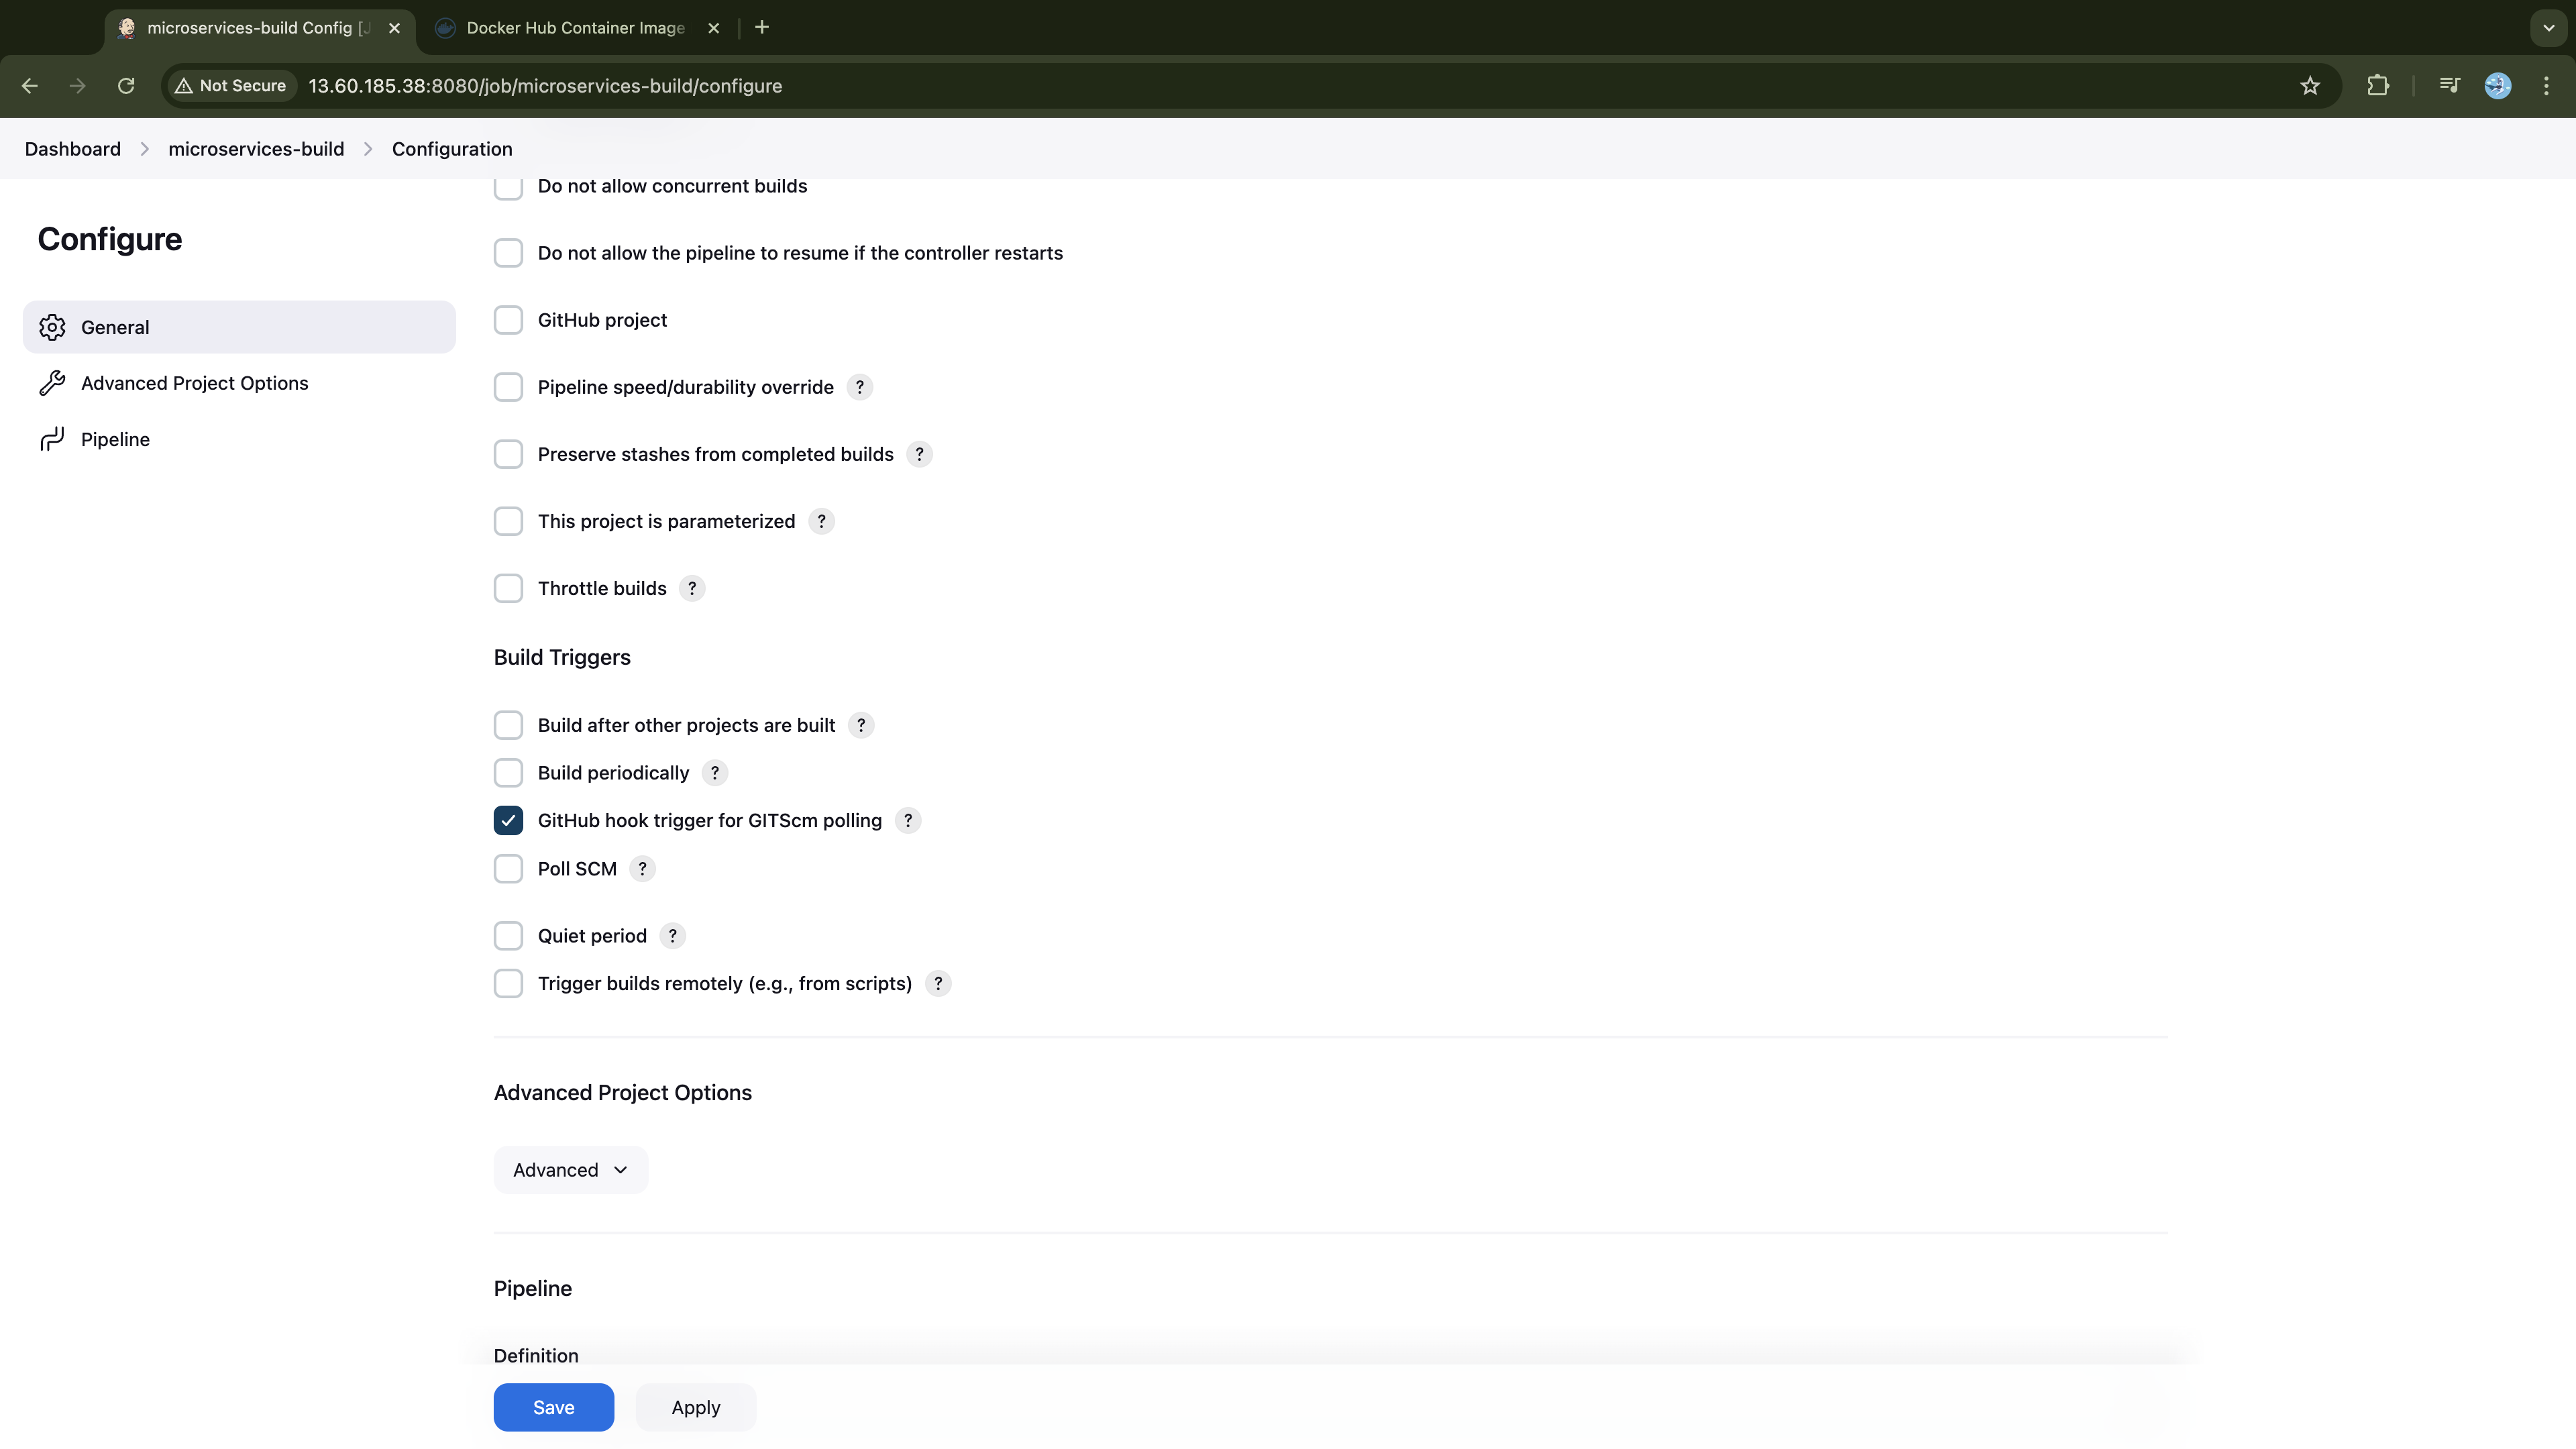 microservices-build Config [J
Docker Hub Container Image
Not Secure
13.60.185.38:8080/job/microservices-build/configure
Dashboard > microservices-build > Configuration
Configure
General
Advanced Project Options
Pipeline
Do not allow concurrent builds
Do not allow the pipeline to resume if the controller restarts
GitHub project
Pipeline speed/durability override ?
Preserve stashes from completed builds ?
This project is parameterized ?
Throttle builds ?
Build Triggers
Build after other projects are built ?
Build periodically ?
GitHub hook trigger for GITScm polling ?
Poll SCM ?
Quiet period ?
Trigger builds remotely (e.g., from scripts) ?
Advanced Project Options
Advanced
Pipeline
Definition
Save
Apply